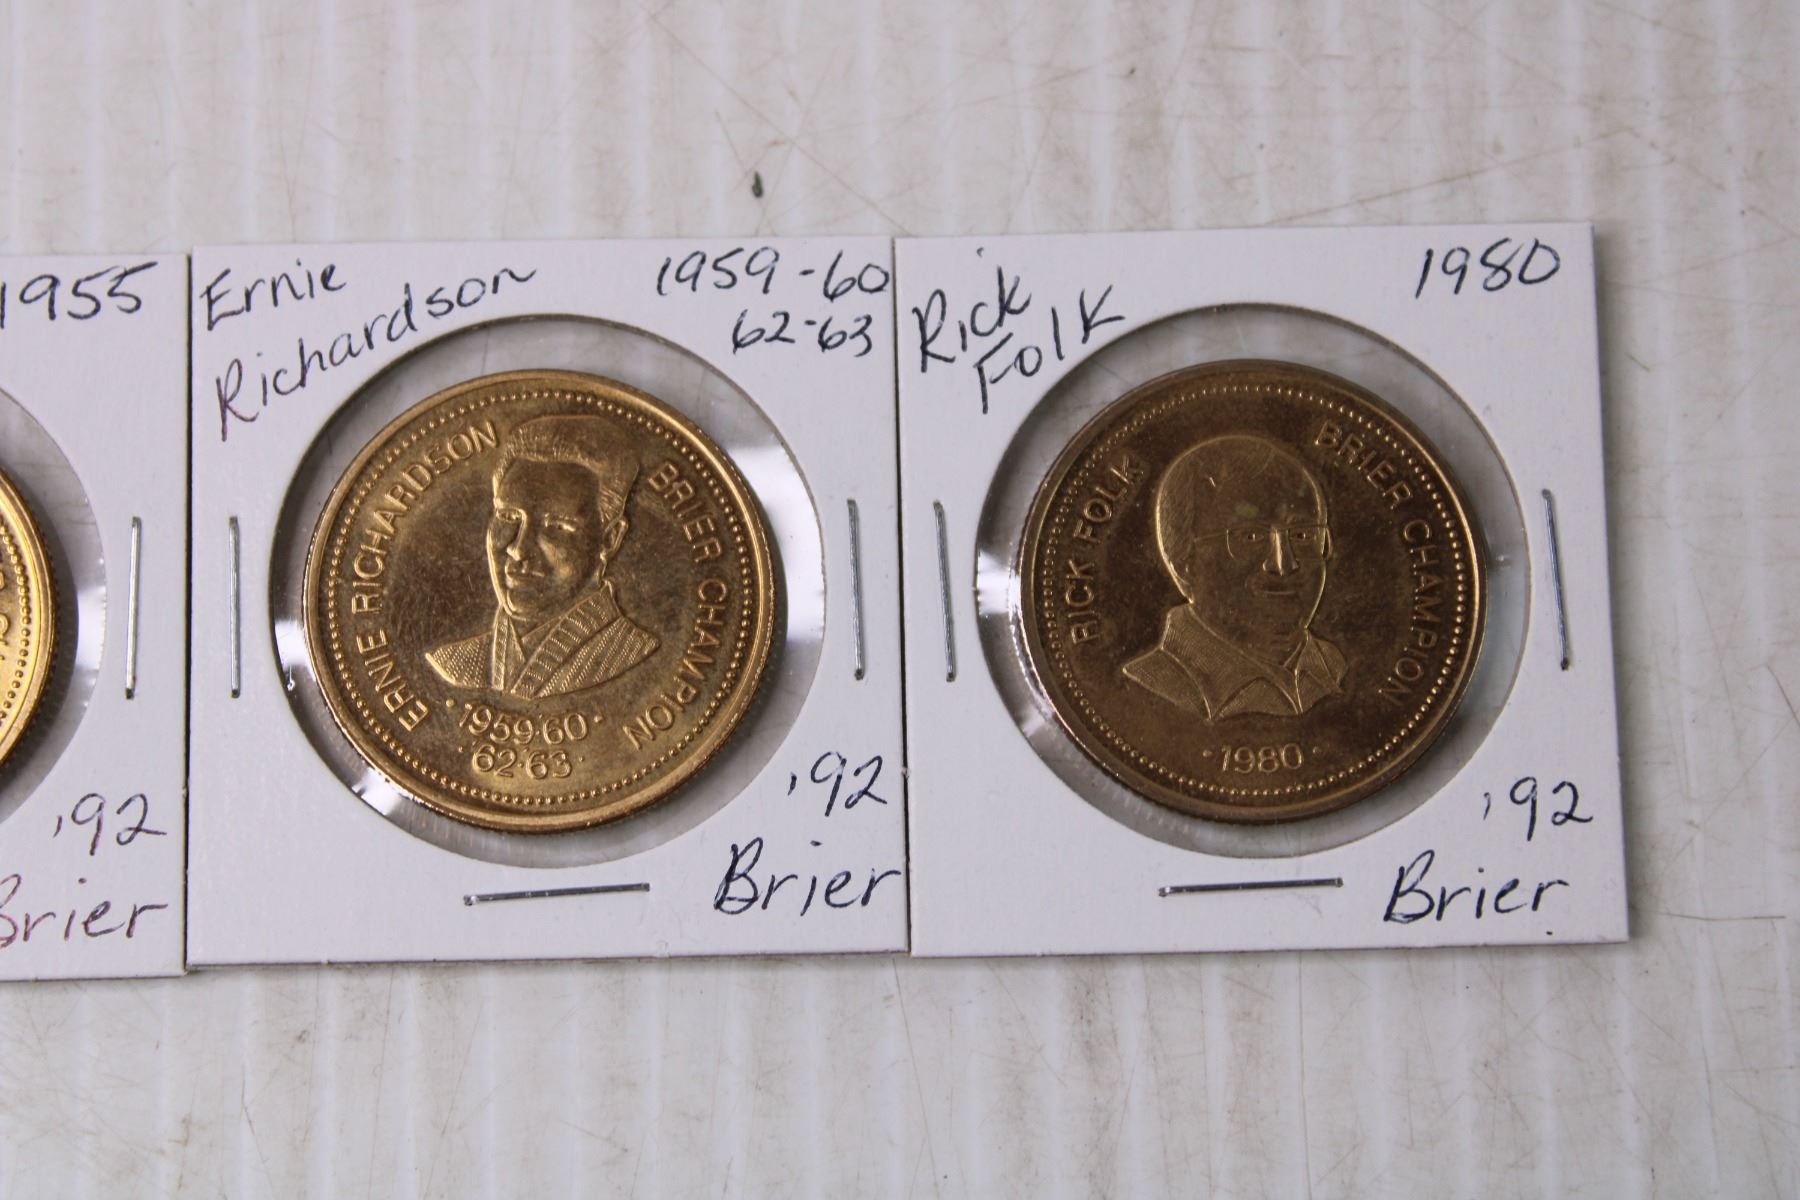 1955
'92
Brier
Ernie
Richardson
1959-60
62-63
ERNIE RICHARDSON
BRIER CHAMPION
·1959·60·
·62·63·
'92
Brier
Rick
Folk
1980
RICK FOLK
BRIER CHAMPION
·1980·
'92
Brier